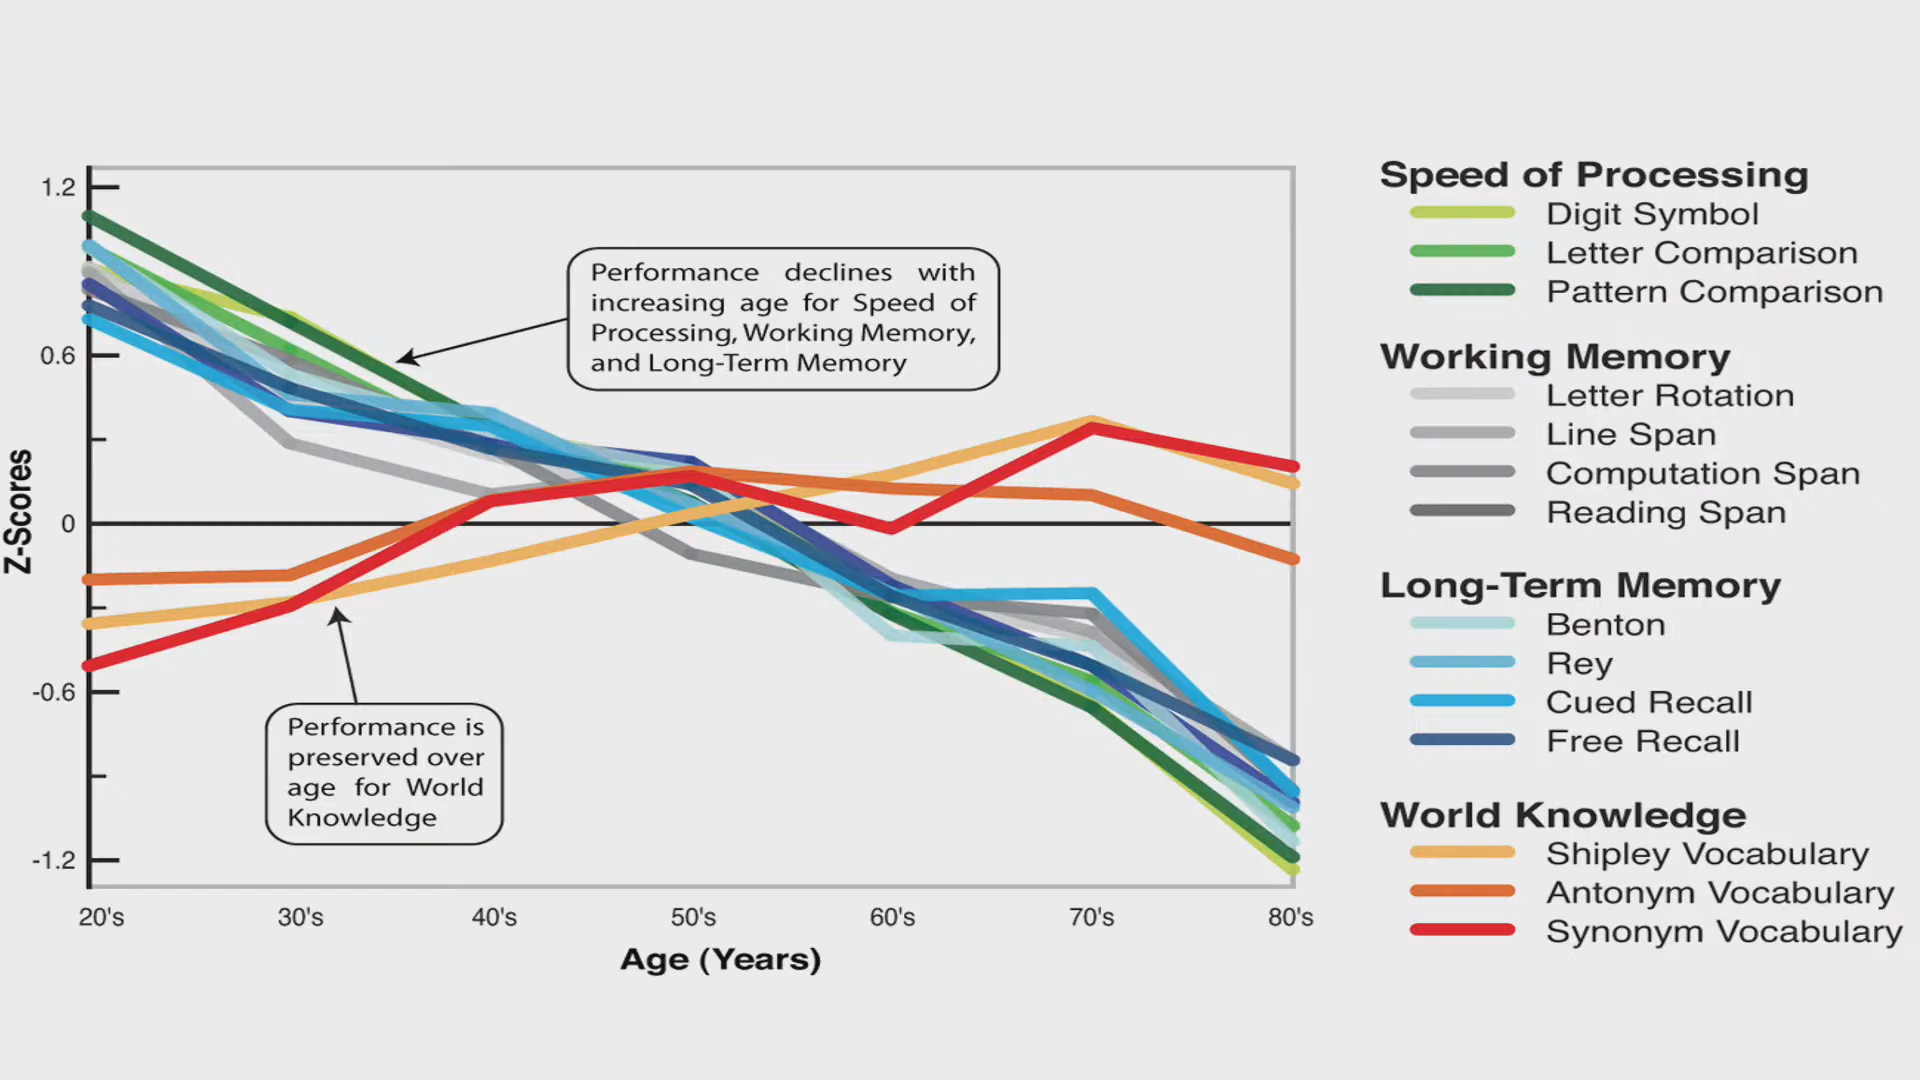 1.2
0.6
0
-0.6
-1.2
Z-Scores
Performance declines with
increasing age for Speed of
Processing, Working Memory,
and Long-Term Memory
Performance is
preserved over
age for World
Knowledge
20's 30's 40's 50's 60's 70's 80's
Age (Years)
Speed of Processing
Digit Symbol
Letter Comparison
Pattern Comparison
Working Memory
Letter Rotation
Line Span
Computation Span
Reading Span
Long-Term Memory
Benton
Rey
Cued Recall
Free Recall
World Knowledge
Shipley Vocabulary
Antonym Vocabulary
Synonym Vocabulary